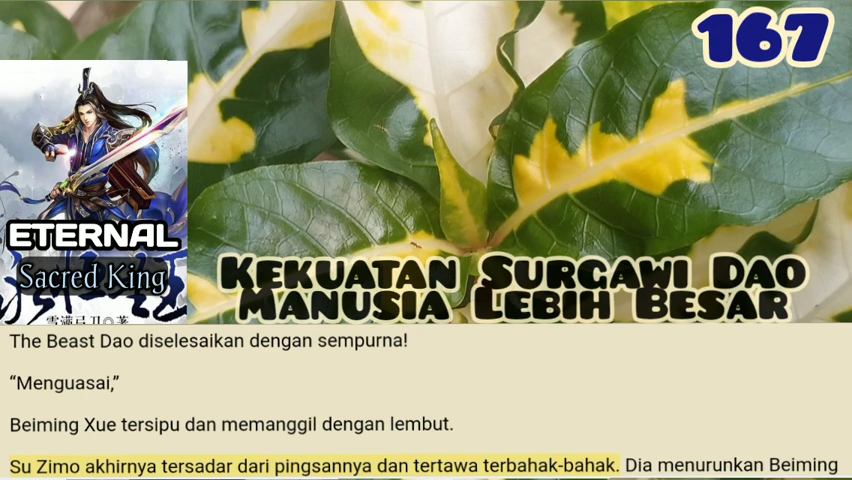 167
ETERNAL
Sacred King
KEKUATAN SURGAWI DAO
MANUSIA LEBIH BESAR
The Beast Dao diselesaikan dengan sempurna!
“Menguasai,”
Beiming Xue tersipu dan memanggil dengan lembut.
Su Zimo akhirnya tersadar dari pingsannya dan tertawa terbahak-bahak. Dia menurunkan Beiming